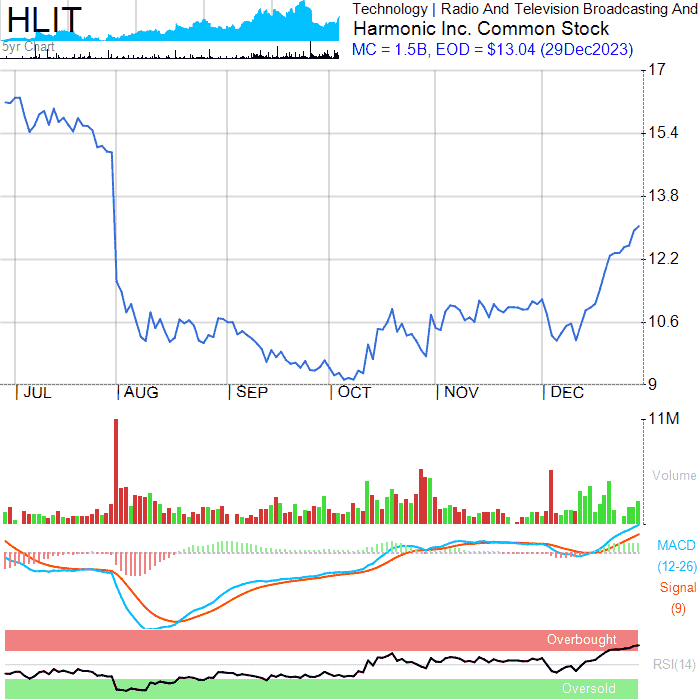 HLIT
5yr Chart
Technology | Radio And Television Broadcasting And
Harmonic Inc. Common Stock
MC = 1.5B, EOD = $13.04 (29Dec2023)
17
15.4
13.8
12.2
10.6
9
JUL AUG SEP OCT NOV DEC
11M
Volume
MACD
(12-26)
Signal
(9)
Overbought
RSI(14)
Oversold